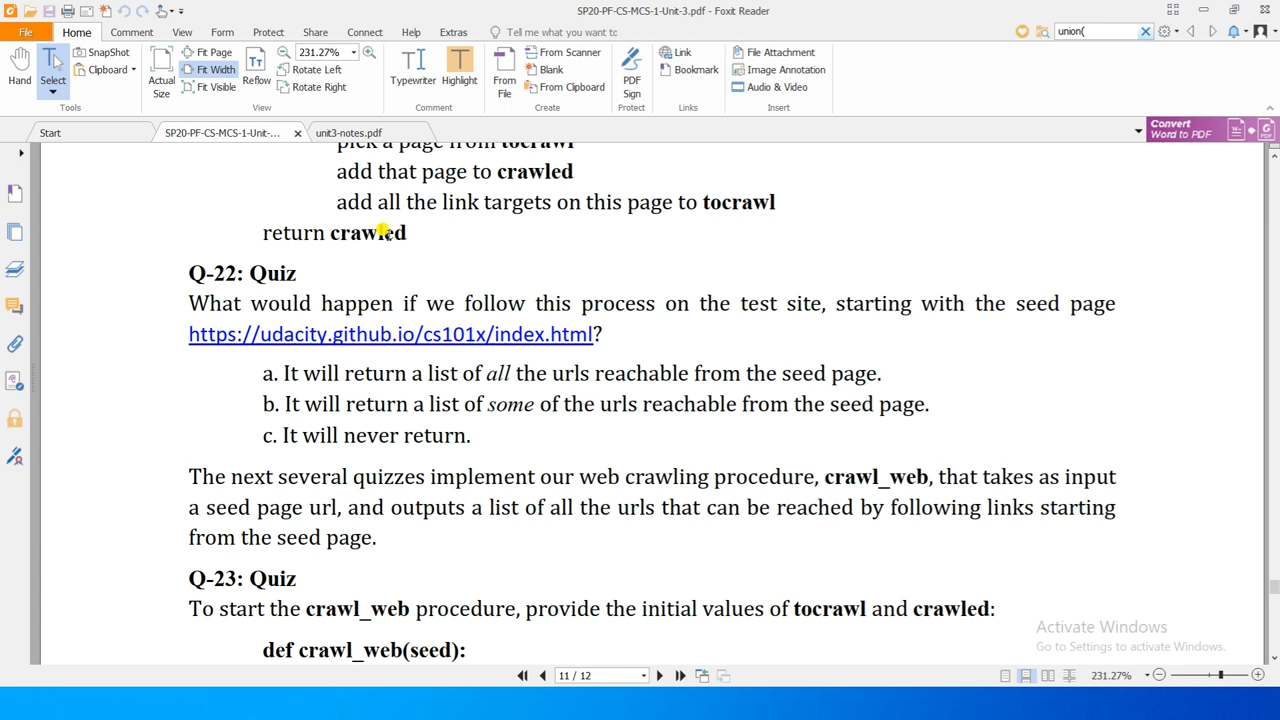 SP20-PF-CS-MCS-1-Unit-3.pdf - Foxit Reader
File Home Comment View Form Protect Share Connect Help Extras Tell me what you want to union(
Hand
Select
SnapShot
Clipboard
Tools
Actual Size
Fit Page
Fit Width
Fit Visible
Reflow
231.27%
Rotate Left
Rotate Right
View
Typewriter
Highlight
Comment
From File
From Scanner
Blank
From Clipboard
Create
PDF Sign
Protect
Link
Bookmark
Links
File Attachment
Image Annotation
Audio & Video
Insert
Start SP20-PF-CS-MCS-1-Unit-... unit3-notes.pdf
Convert
Word to PDF
pick a page from tocrawl
add that page to crawled
add all the link targets on this page to tocrawl
return crawled
Q-22: Quiz
What would happen if we follow this process on the test site, starting with the seed page
https://udacity.github.io/cs101x/index.html?
a. It will return a list of all the urls reachable from the seed page.
b. It will return a list of some of the urls reachable from the seed page.
c. It will never return.
The next several quizzes implement our web crawling procedure, crawl_web, that takes as input
a seed page url, and outputs a list of all the urls that can be reached by following links starting
from the seed page.
Q-23: Quiz
To start the crawl_web procedure, provide the initial values of tocrawl and crawled:
def crawl_web(seed):
Activate Windows
Go to Settings to activate Windows.
11 / 12
231.27%